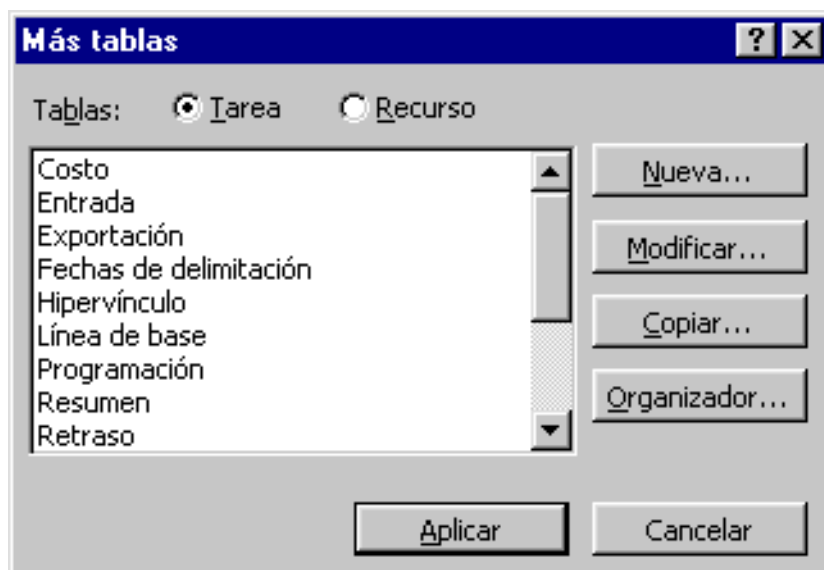 Más tablas
Tablas: Tarea Recurso
Costo
Entrada
Exportación
Fechas de delimitación
Hipervínculo
Línea de base
Programación
Resumen
Retraso
Nueva...
Modificar...
Copiar...
Organizador...
Aplicar Cancelar